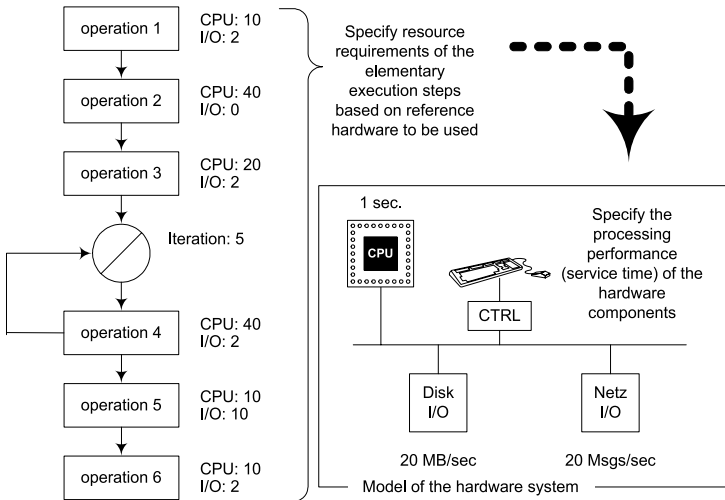 operation 1
CPU: 10
I/O: 2
operation 2
CPU: 40
I/O: 0
operation 3
CPU: 20
I/O: 2
Iteration: 5
operation 4
CPU: 40
I/O: 2
operation 5
CPU: 10
I/O: 10
operation 6
CPU: 10
I/O: 2
Specify resource
requirements of the
elementary
execution steps
based on reference
hardware to be used
1 sec.
CPU
Specify the
processing
performance
(service time) of the
hardware
components
CTRL
Disk
I/O
Netz
I/O
20 MB/sec
20 Msgs/sec
Model of the hardware system